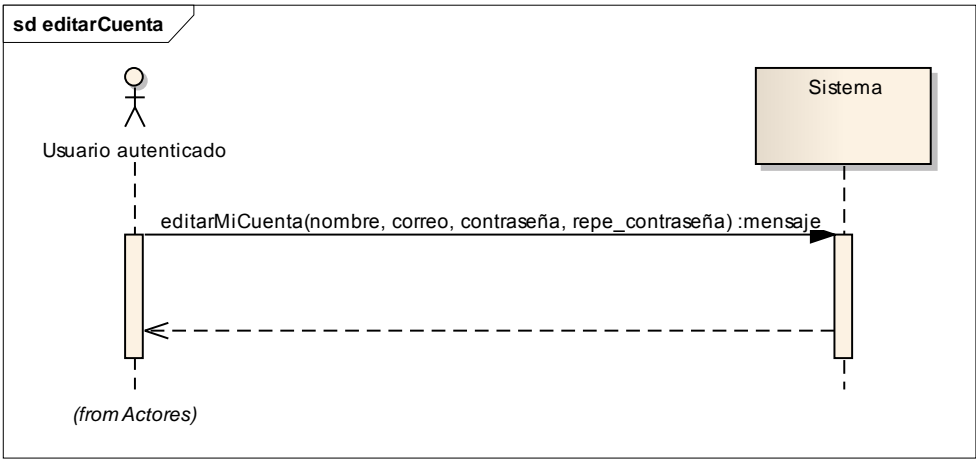 sd editarCuenta
Usuario autenticado
Sistema
editarMiCuenta(nombre, correo, contraseña, repe_contraseña) :mensaje
(from Actores)